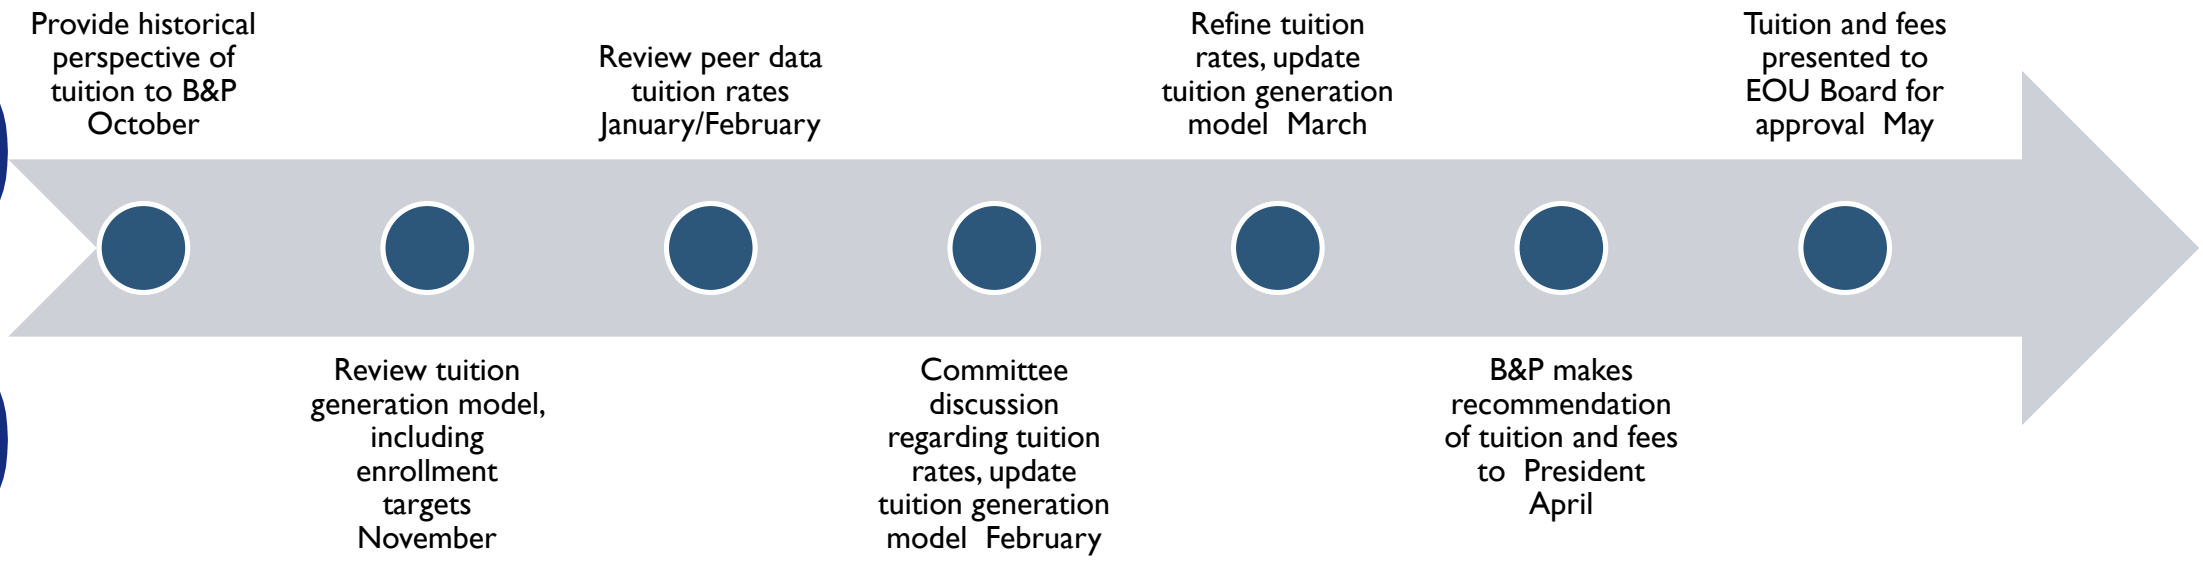 Provide historical
perspective of
tuition to B&P
October
Review tuition
generation model,
including
enrollment
targets
November
Review peer data
tuition rates
January/February
Committee
discussion
regarding tuition
rates, update
tuition generation
model  February
Refine tuition
rates, update
tuition generation
model  March
B&P makes
recommendation
of tuition and fees
to  President
April
Tuition and fees
presented to
EOU Board for
approval  May